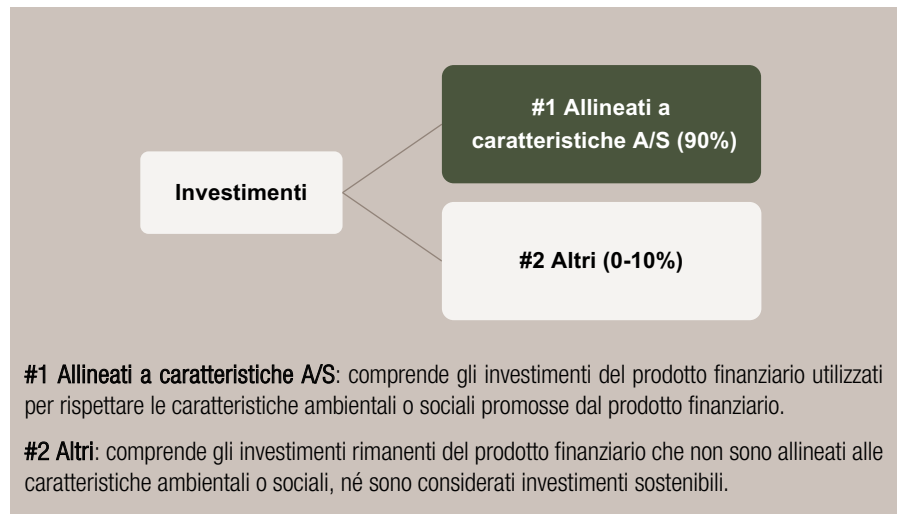 #1 Allineati a
caratteristiche A/S (90%)
Investimenti
#2 Altri (0-10%)
#1 Allineati a caratteristiche A/S: comprende gli investimenti del prodotto finanziario utilizzati
per rispettare le caratteristiche ambientali o sociali promosse dal prodotto finanziario.
#2 Altri: comprende gli investimenti rimanenti del prodotto finanziario che non sono allineati alle
caratteristiche ambientali o sociali, né sono considerati investimenti sostenibili.